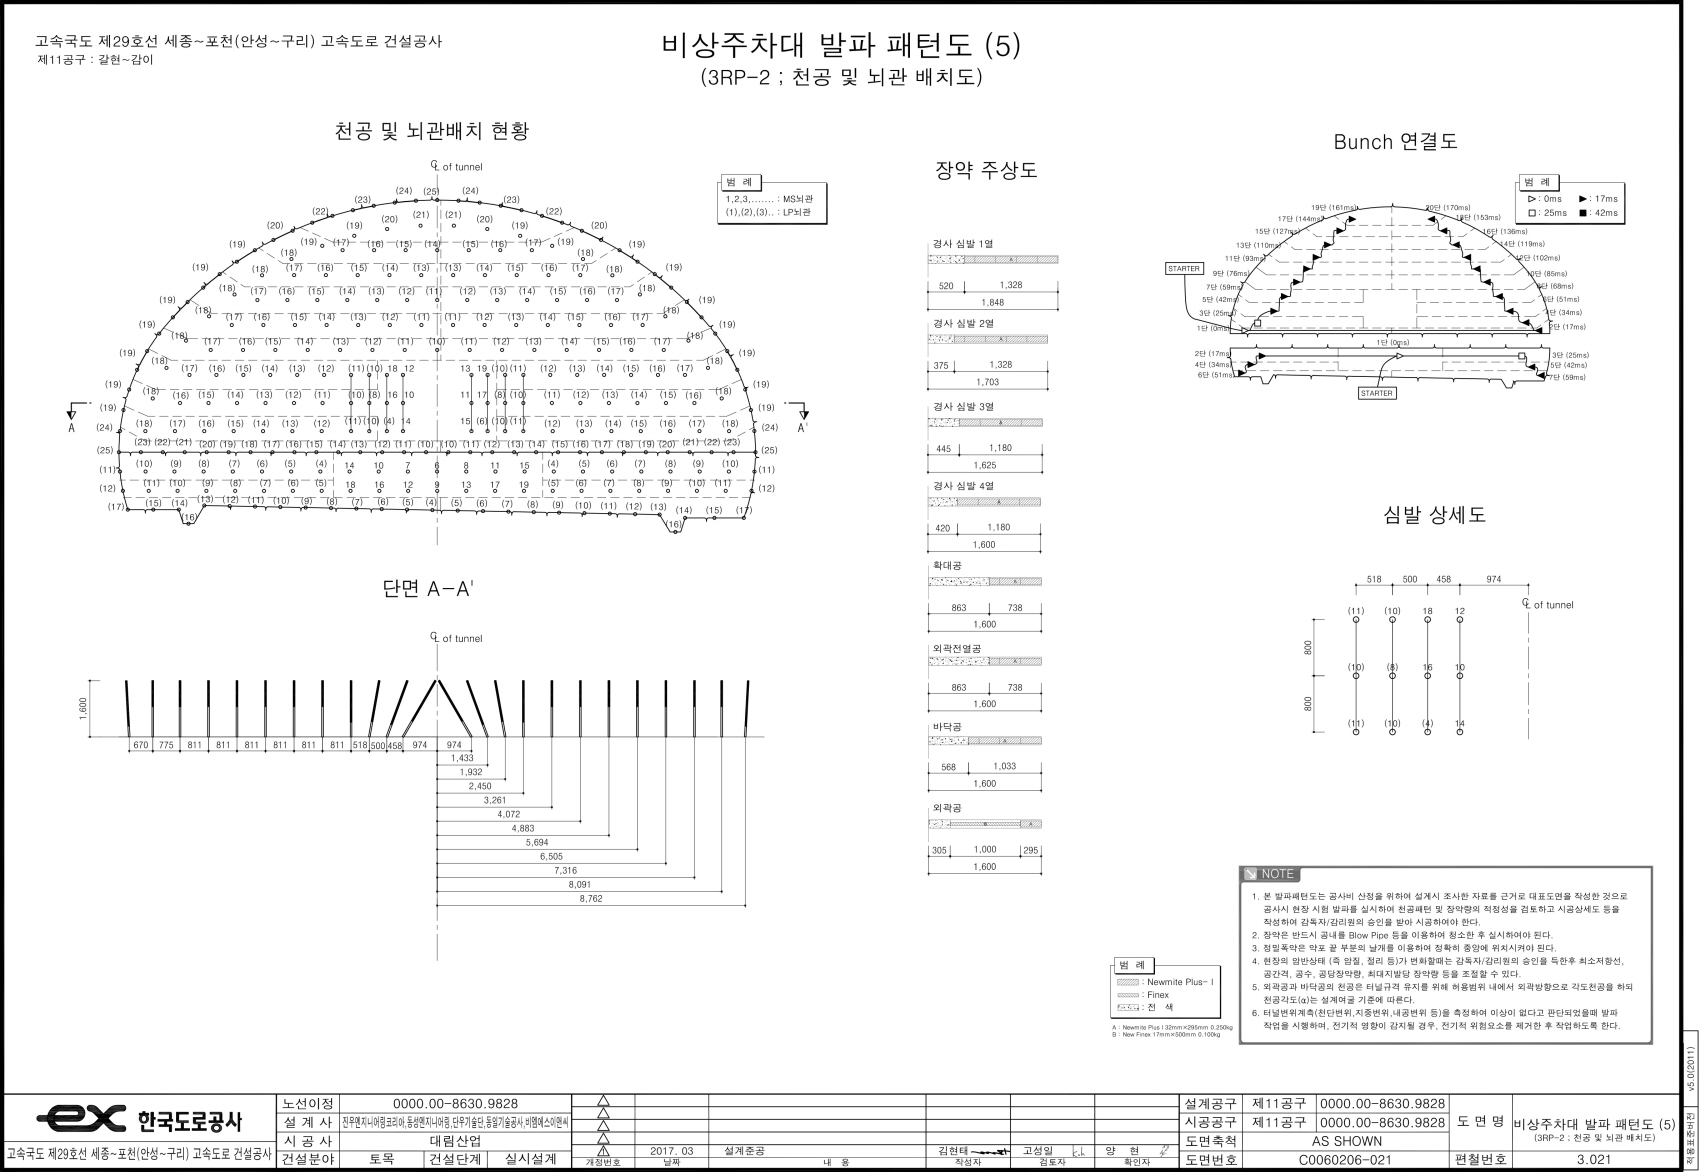 고속국도 제29호선 세종~포천(안성~구리) 고속도로 건설공사
제11공구 : 갈현~감이
비상주차대 발파 패턴도 (5)
(3RP-2 ; 천공 및 뇌관 배치도)
천공 및 뇌관배치 현황
℄ of tunnel
범 례
1,2,3,....... : MS뇌관
(1),(2),(3).. : LP뇌관
(24) (25) (24)
(23) (23)
(22) (21) (21) (22)
(20) (20) (20) (20)
(19) (19)
(19) (19) (17) (16) (15) (14) (15) (16) (17) (19) (19)
(18) (18)
(19) (18) (17) (16) (15) (14) (13) (13) (14) (15) (16) (17) (18) (19)
(18) (17) (16) (15) (14) (13) (12) (11) (12) (13) (14) (15) (16) (17) (18)
(19) (18) (17) (16) (15) (14) (13) (12) (11) (11) (12) (13) (14) (15) (16) (17) (18) (19)
(19) (18) (17) (16) (15) (14) (13) (12) (11) (10) (11) (12) (13) (14) (15) (16) (17) (18) (19)
(19) (18) (17) (16) (15) (14) (13) (12) (11) (10) 18 12 13 19 (10) (11) (12) (13) (14) (15) (16) (17) (18) (19)
(19) (18) (16) (15) (14) (13) (12) (11) (10) (8) 16 10 11 17 (8) (10) (11) (12) (13) (14) (15) (16) (18) (19)
(19) (19)
A A'
(24) (18) (17) (16) (15) (14) (13) (12) (11) (10) (4) 14 15 (6) (10) (11) (12) (13) (14) (15) (16) (17) (18) (24)
(23) (22) (21) (20) (19) (18) (17) (16) (15) (14) (13) (12) (11) (10) (10) (11) (12) (13) (14) (15) (16) (17) (18) (19) (20) (21) (22) (23)
(25) (25)
(11) (10) (9) (8) (7) (6) (5) (4) 14 10 7 6 8 11 15 (4) (5) (6) (7) (8) (9) (10) (11)
(12) (11) (10) (9) (8) (7) (6) (5) 18 16 12 9 13 17 19 (5) (6) (7) (8) (9) (10) (11) (12)
(17) (15) (14) (13) (12) (11) (10) (9) (8) (7) (6) (5) (4) (5) (6) (7) (8) (9) (10) (11) (12) (13) (14) (15) (17)
(16) (16)
단면 A-A'
℄ of tunnel
1,600
670 775 811 811 811 811 811 811 518 500 458 974 974
1,433
1,932
2,450
3,261
4,072
4,883
5,694
6,505
7,316
8,091
8,762
장약 주상도
경사 심발 1열
A
520 1,328
1,848
경사 심발 2열
A
375 1,328
1,703
경사 심발 3열
A
445 1,180
1,625
경사 심발 4열
A
420 1,180
1,600
확대공
A
863 738
1,600
외곽전열공
A
863 738
1,600
바닥공
A
568 1,033
1,600
외곽공
B A
305 1,000 295
1,600
Bunch 연결도
범 례
: 0ms : 17ms
: 25ms : 42ms
19단 (161ms) 20단 (170ms)
17단 (144ms) 18단 (153ms)
15단 (127ms) 16단 (136ms)
13단 (110ms) 14단 (119ms)
11단 (93ms) 12단 (102ms)
STARTER
9단 (76ms) 10단 (85ms)
7단 (59ms) 8단 (68ms)
5단 (42ms) 6단 (51ms)
3단 (25ms) 4단 (34ms)
1단 (0ms) 2단 (17ms)
1단 (0ms)
2단 (17ms) 3단 (25ms)
4단 (34ms) 5단 (42ms)
6단 (51ms) 7단 (59ms)
STARTER
심발 상세도
518 500 458 974
℄ of tunnel
(11) (10) 18 12
800
(10) (8) 16 10
800
(11) (10) (4) 14
범 례
: Newmite Plus-I
: Finex
: 전 색
A : Newmite Plus I 32mm×295mm 0.250kg
B : New Finex 17mm×500mm 0.100kg
NOTE
1. 본 발파패턴도는 공사비 산정을 위하여 설계시 조사한 자료를 근거로 대표도면을 작성한 것으로
공사시 현장 시험 발파를 실시하여 천공패턴 및 장약량의 적정성을 검토하고 시공상세도 등을
작성하여 감독자/감리원의 승인을 받아 시공하여야 한다.
2. 장약은 반드시 공내를 Blow Pipe 등을 이용하여 청소한 후 실시하여야 된다.
3. 정밀폭약은 약포 끝 부분의 날개를 이용하여 정확히 중앙에 위치시켜야 된다.
4. 현장의 암반상태 (즉 암질, 절리 등)가 변화할때는 감독자/감리원의 승인을 득한후 최소저항선,
공간격, 공수, 공당장약량, 최대지발당 장약량 등을 조절할 수 있다.
5. 외곽공과 바닥공의 천공은 터널규격 유지를 위해 허용범위 내에서 외곽방향으로 각도천공을 하되
천공각도(α)는 설계여굴 기준에 따른다.
6. 터널변위계측(천단변위,지중변위,내공변위 등)을 측정하여 이상이 없다고 판단되었을때 발파
작업을 시행하며, 전기적 영향이 감지될 경우, 전기적 위험요소를 제거한 후 작업하도록 한다.
적용표준버전 v5.0(2011)
ex 한국도로공사
고속국도 제29호선 세종~포천(안성~구리) 고속도로 건설공사
노선이정 0000.00-8630.9828
설 계 사 진우엔지니어링코리아,동성엔지니어링,단우기술단,동일기술공사,비엠에스이엔씨
시 공 사 대림산업
건설분야 토목 건설단계 실시설계
1 2017. 03 설계준공 김현태 고성일 양 현
개정번호 날짜 내 용 작성자 검토자 확인자
설계공구 제11공구 0000.00-8630.9828
시공공구 제11공구 0000.00-8630.9828
도면축척 AS SHOWN
도면번호 C0060206-021
도 면 명 비상주차대 발파 패턴도 (5)
(3RP-2 ; 천공 및 뇌관 배치도)
편철번호 3.021